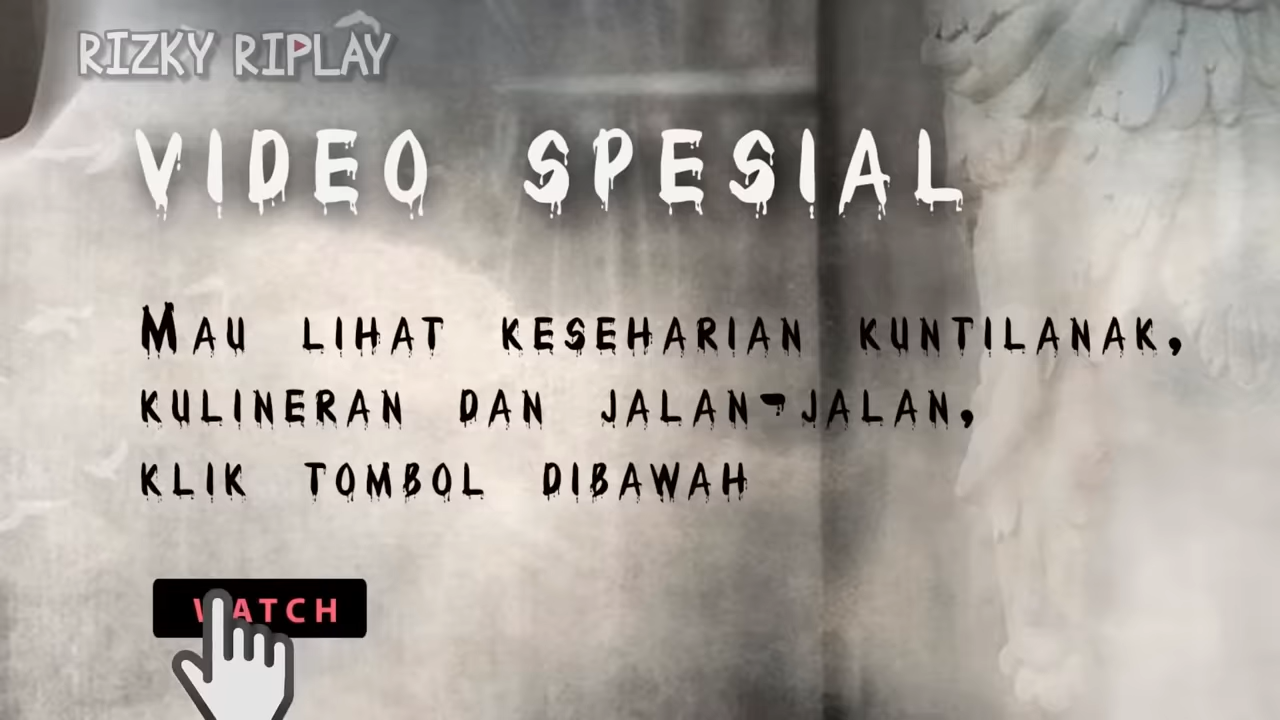 RIZKY RIPLAY
VIDEO SPESIAL
MAU LIHAT KESEHARIAN KUNTILANAK,
KULINERAN DAN JALAN-JALAN,
KLIK TOMBOL DIBAWAH
WATCH